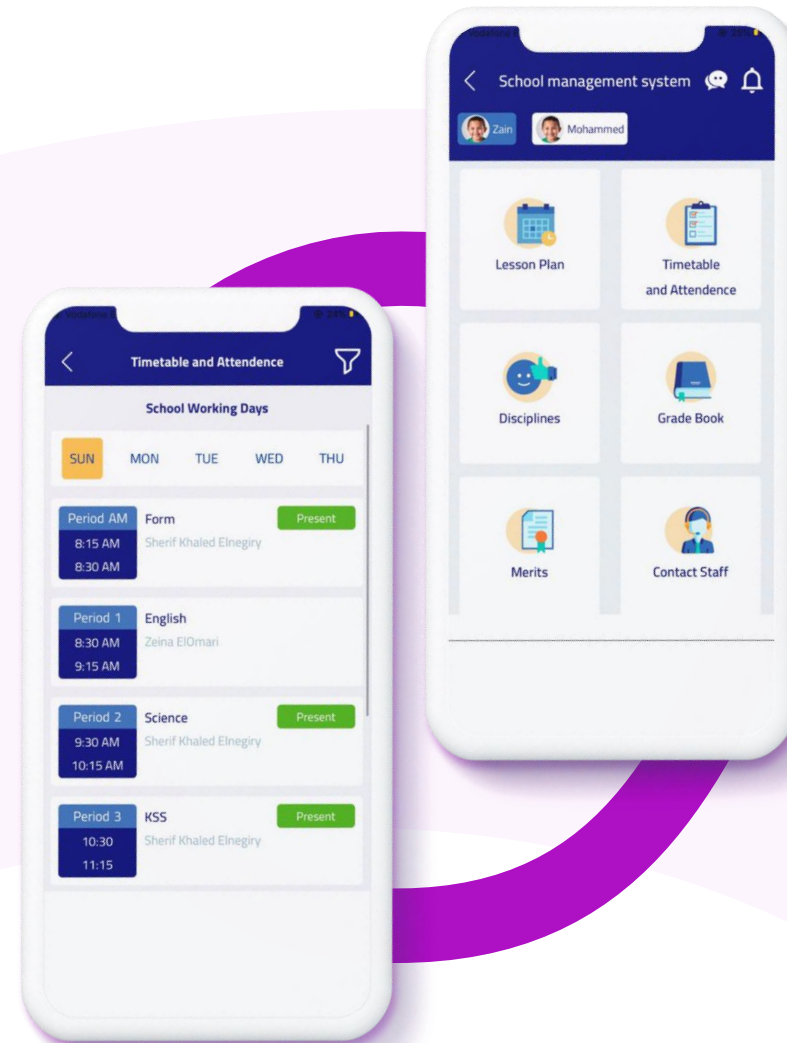 School management system
Zain
Mohammed
Lesson Plan
Timetable
and Attendence
Disciplines
Grade Book
Merits
Contact Staff
Timetable and Attendence
School Working Days
SUN MON TUE WED THU
Period AM
8:15 AM
8:30 AM
Form
Sherif Khaled Elnegiry
Present
Period 1
8:30 AM
9:15 AM
English
Zeina ElOmari
Period 2
9:30 AM
10:15 AM
Science
Sherif Khaled Elnegiry
Present
Period 3
10:30
11:15
KSS
Sherif Khaled Elnegiry
Present